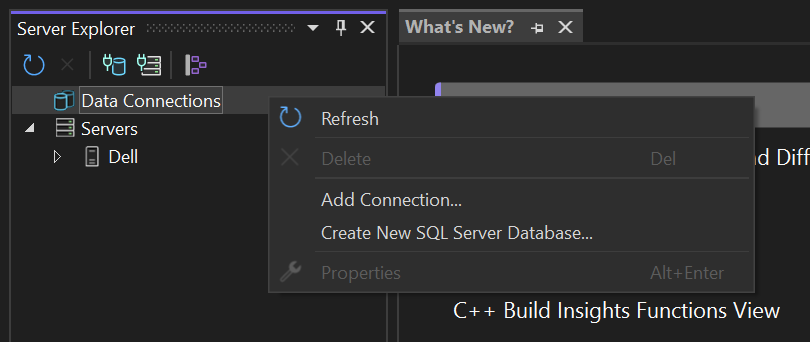 Server Explorer
What's New?
Data Connections
Servers
Dell
Refresh
Delete Del
Add Connection...
Create New SQL Server Database...
Properties Alt+Enter
C++ Build Insights Functions View